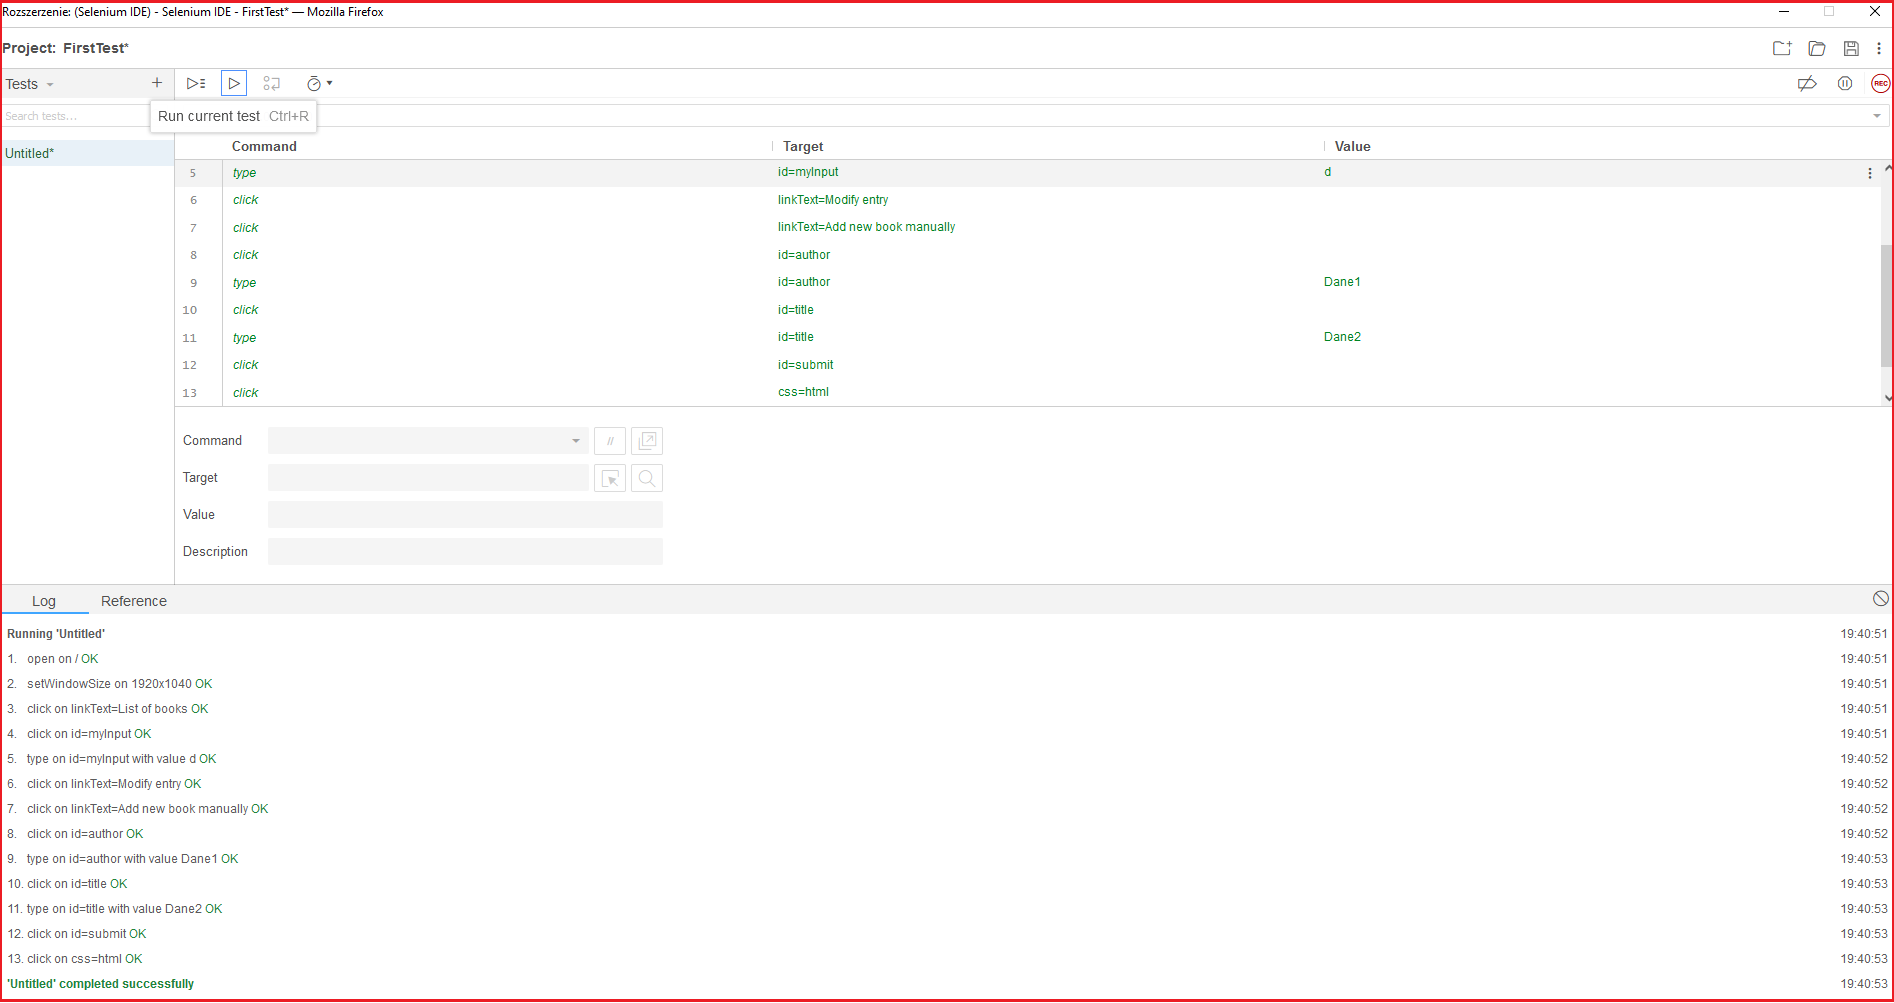 Rozszerzenie: (Selenium IDE) - Selenium IDE - FirstTest* — Mozilla Firefox
Project: FirstTest*
Tests
REC
Search tests...
Run current test Ctrl+R
Untitled*
Command Target Value
5 type id=myInput d
6 click linkText=Modify entry
7 click linkText=Add new book manually
8 click id=author
9 type id=author Dane1
10 click id=title
11 type id=title Dane2
12 click id=submit
13 click css=html
Command //
Target
Value
Description
Log Reference
Running 'Untitled' 19:40:51
1. open on / OK 19:40:51
2. setWindowSize on 1920x1040 OK 19:40:51
3. click on linkText=List of books OK 19:40:51
4. click on id=myInput OK 19:40:51
5. type on id=myInput with value d OK 19:40:52
6. click on linkText=Modify entry OK 19:40:52
7. click on linkText=Add new book manually OK 19:40:52
8. click on id=author OK 19:40:52
9. type on id=author with value Dane1 OK 19:40:53
10. click on id=title OK 19:40:53
11. type on id=title with value Dane2 OK 19:40:53
12. click on id=submit OK 19:40:53
13. click on css=html OK 19:40:53
'Untitled' completed successfully 19:40:53